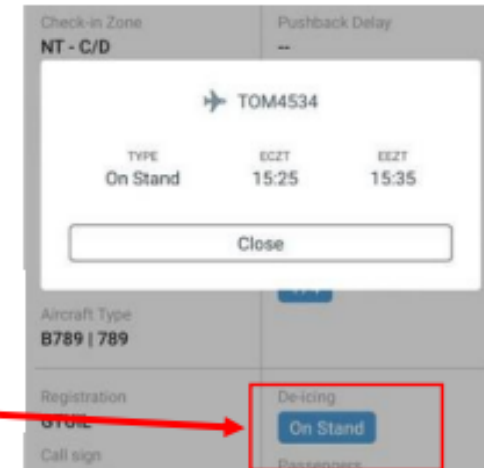 Check-in Zone
Pushback Delay
NT - C/D
--
TOM4534
TYPE
ECZT
EEZT
On Stand
15:25
15:35
Close
Aircraft Type
B789 | 789
Registration
De-icing
On Stand
Call sign
Passengers